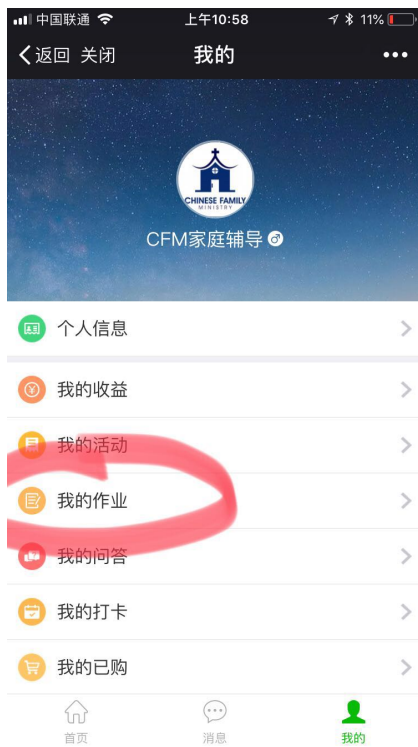 中国联通 上午10:58 11%
返回 关闭 我的
CHINESE FAMILY
MINISTRY
CFM家庭辅导
个人信息
我的收益
我的活动
我的作业
我的问答
我的打卡
我的已购
首页 消息 我的